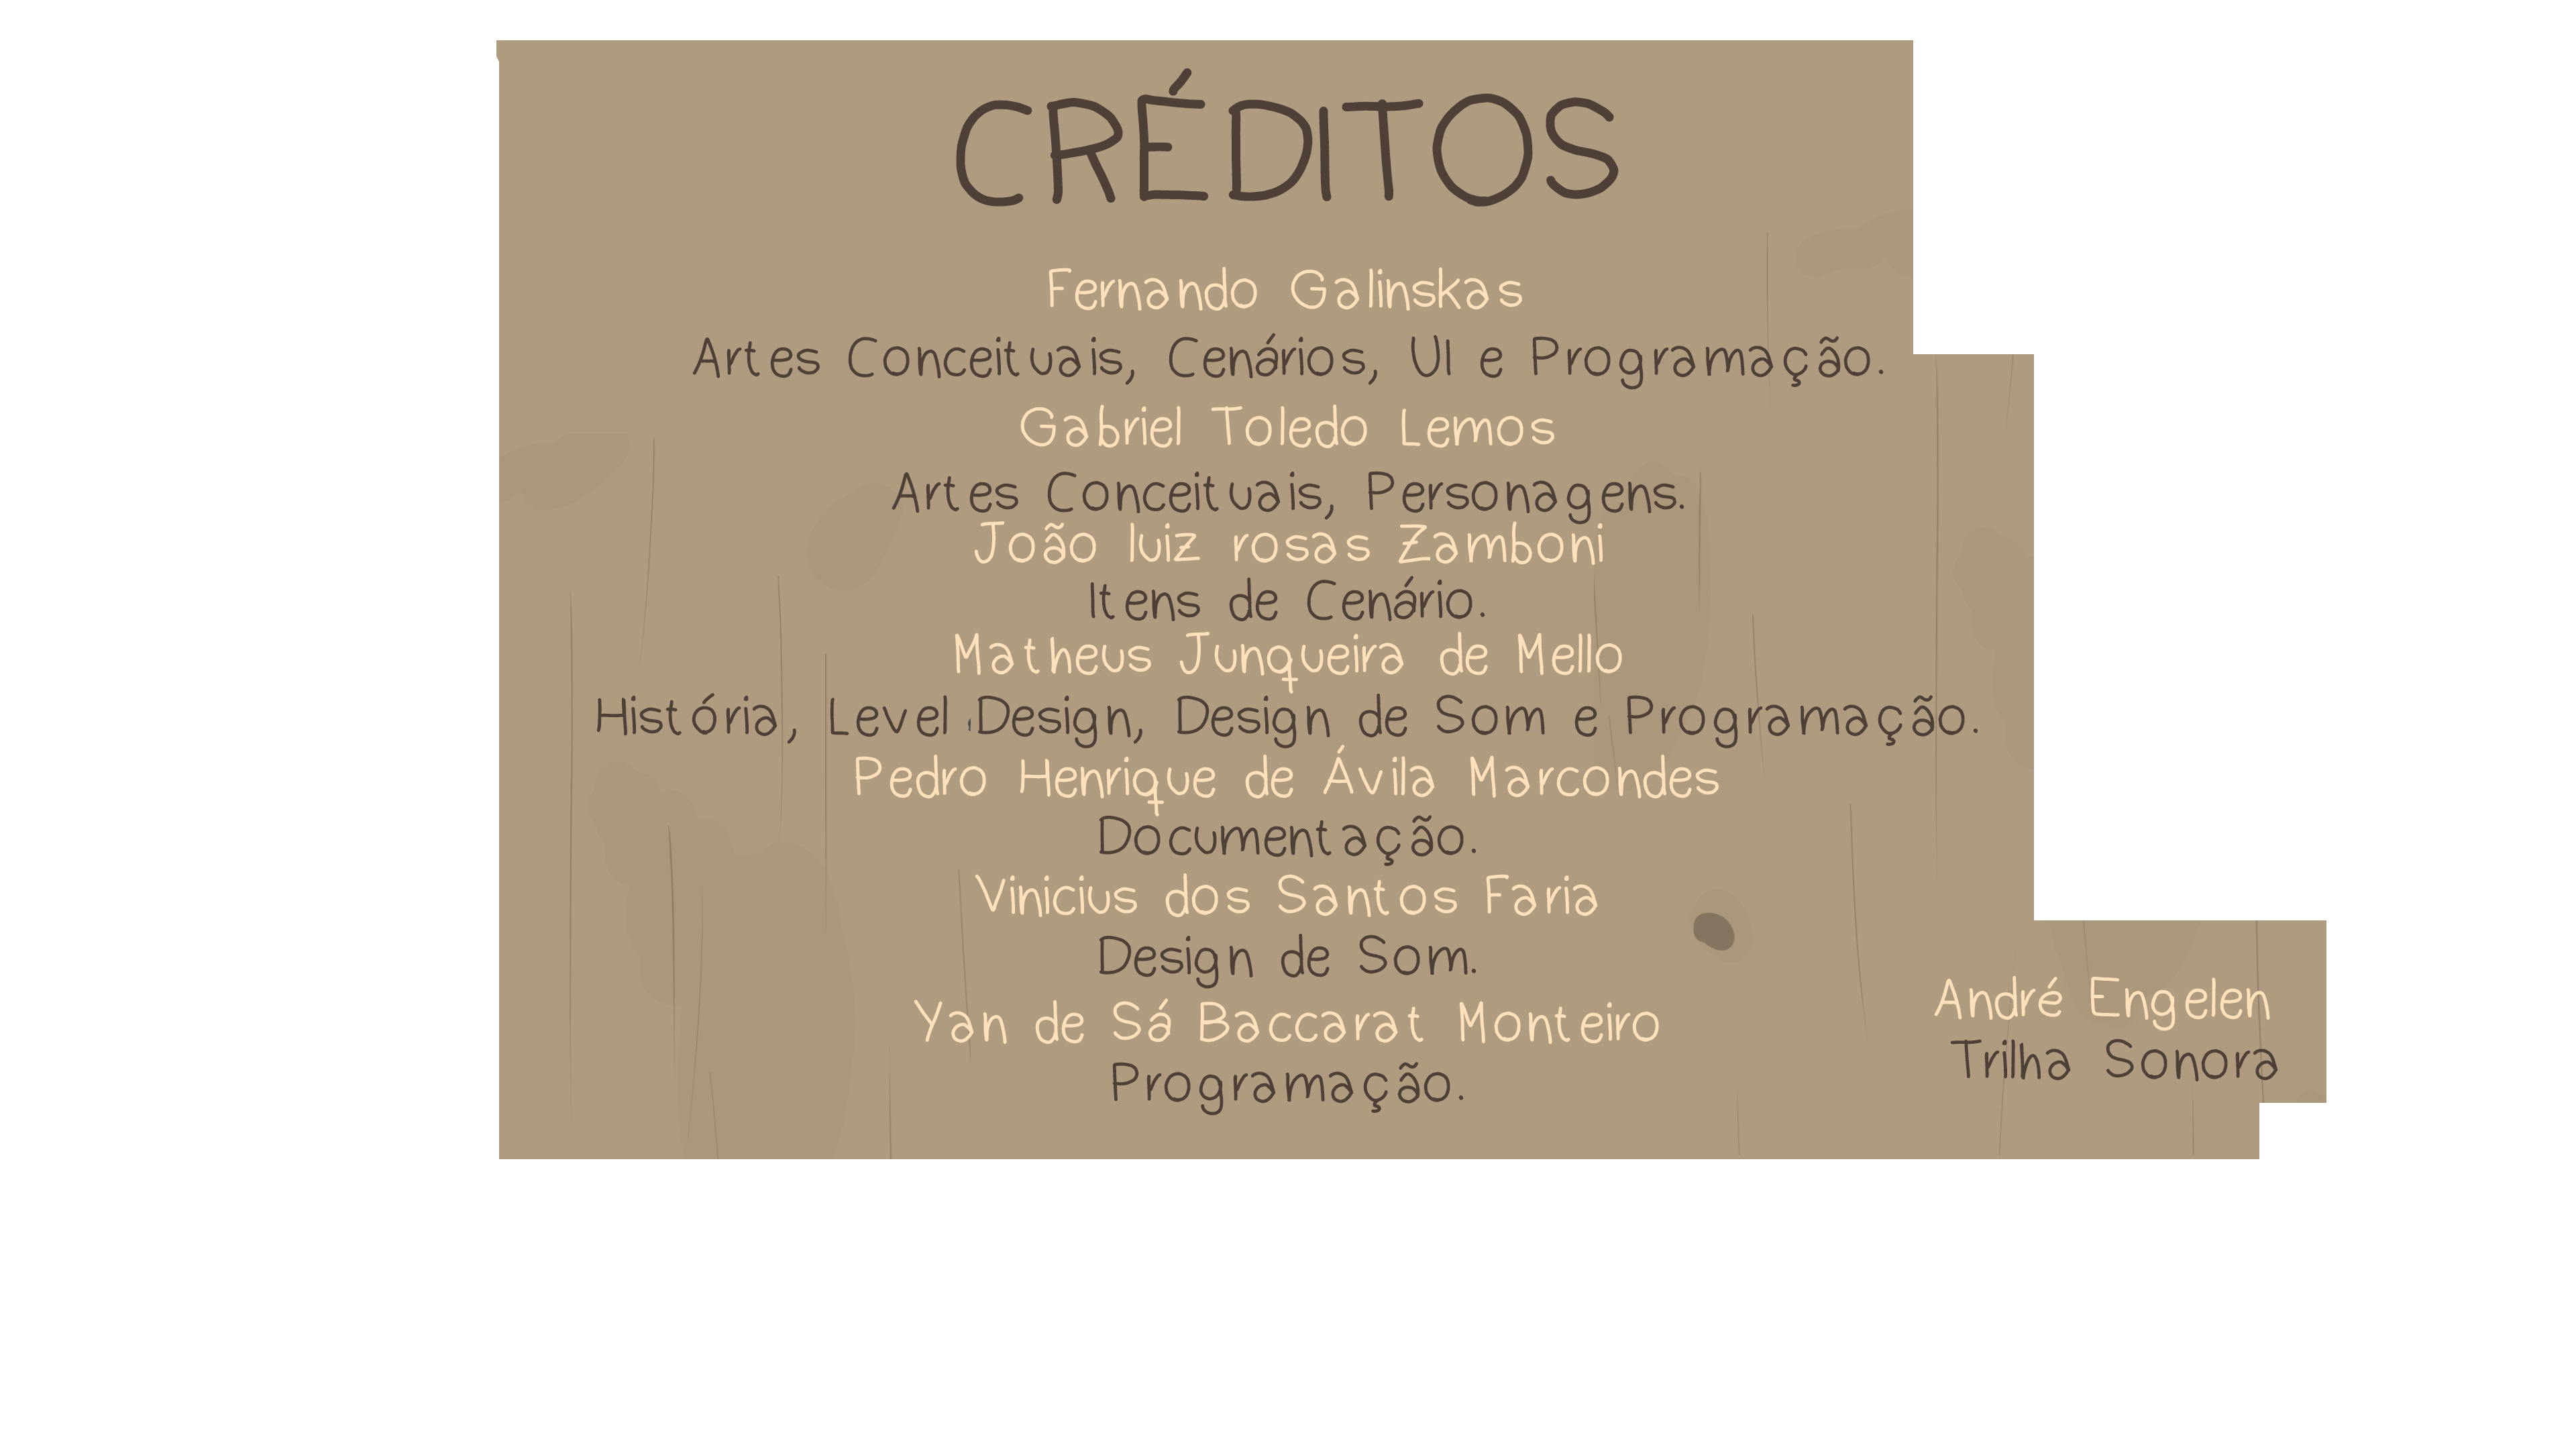 CRÉDITOS
Fernando Galinskas
Artes Conceituais, Cenários, UI e Programação.
Gabriel Toledo Lemos
Artes Conceituais, Personagens.
João luiz rosas Zamboni
Itens de Cenário.
Matheus Junqueira de Mello
História, Level Design, Design de Som e Programação.
Pedro Henrique de Ávila Marcondes
Documentação.
Vinicius dos Santos Faria
Design de Som.
Yan de Sá Baccarat Monteiro
Programação.
André Engelen
Trilha Sonora